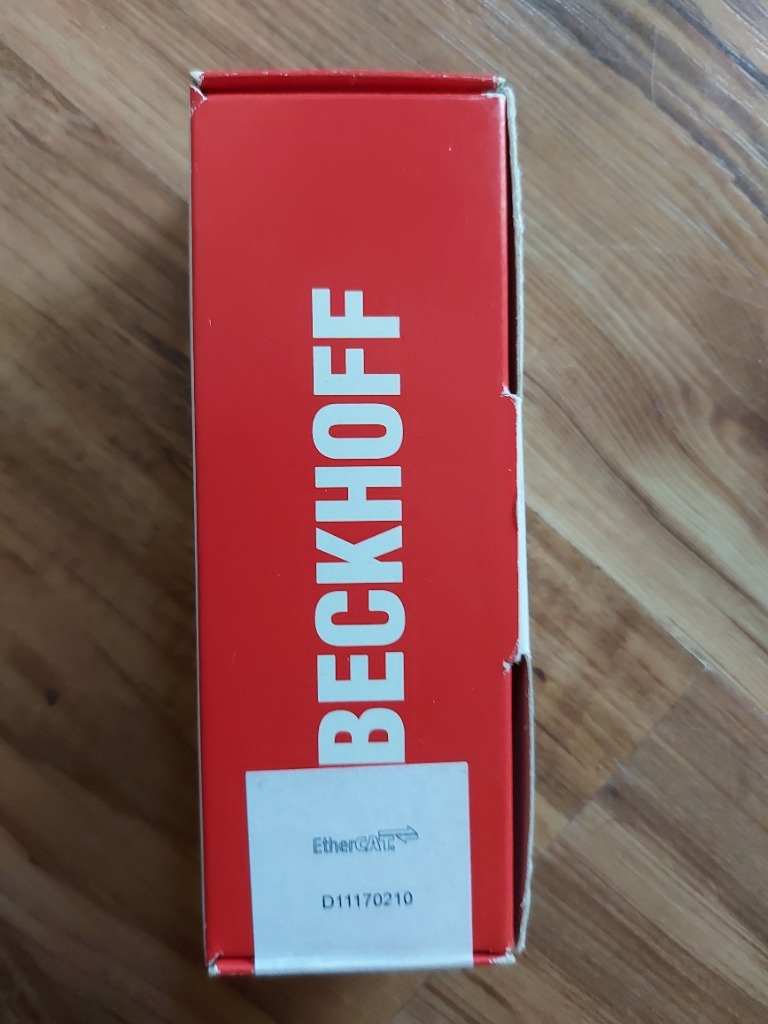 BECKHOFF
EtherCAT
D11170210